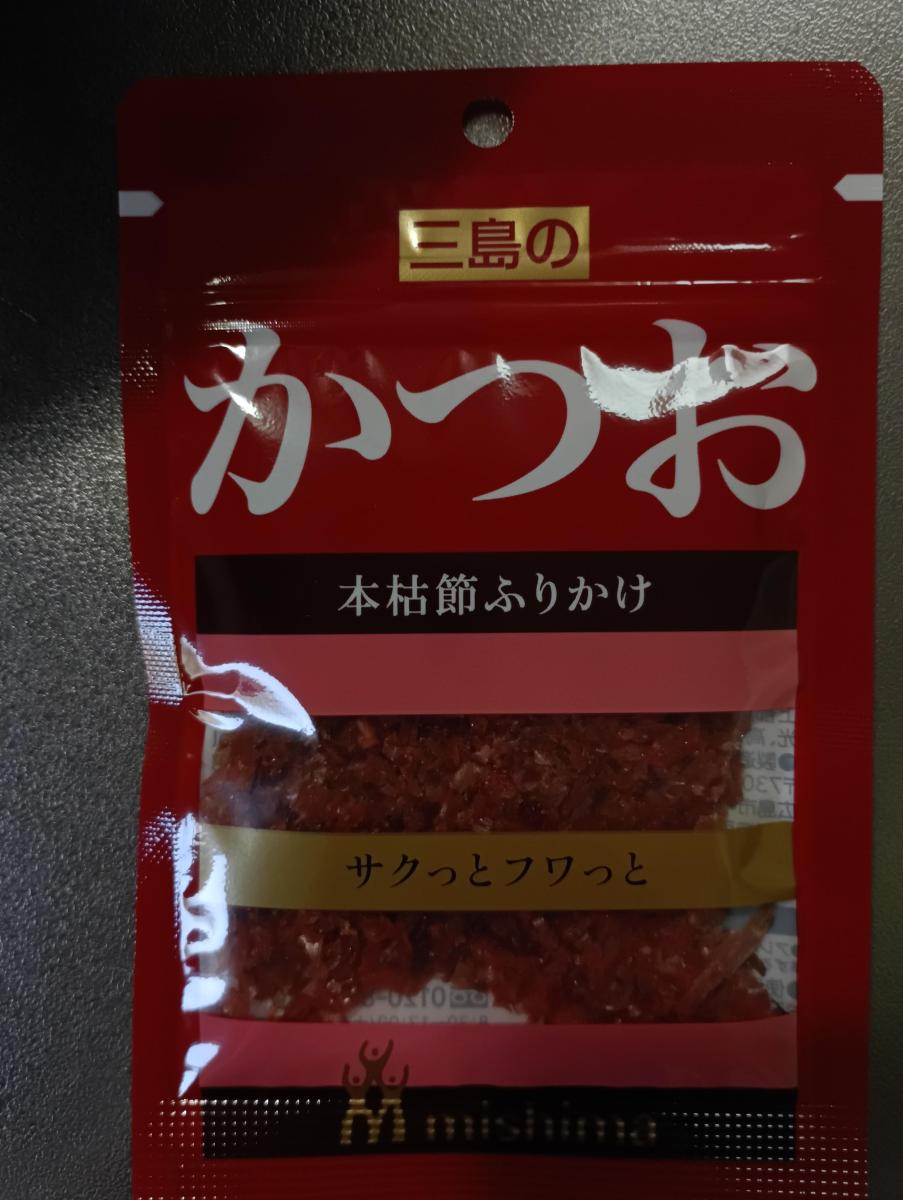 三島の
かつお
本枯節ふりかけ
サクっとフワっと
mishima